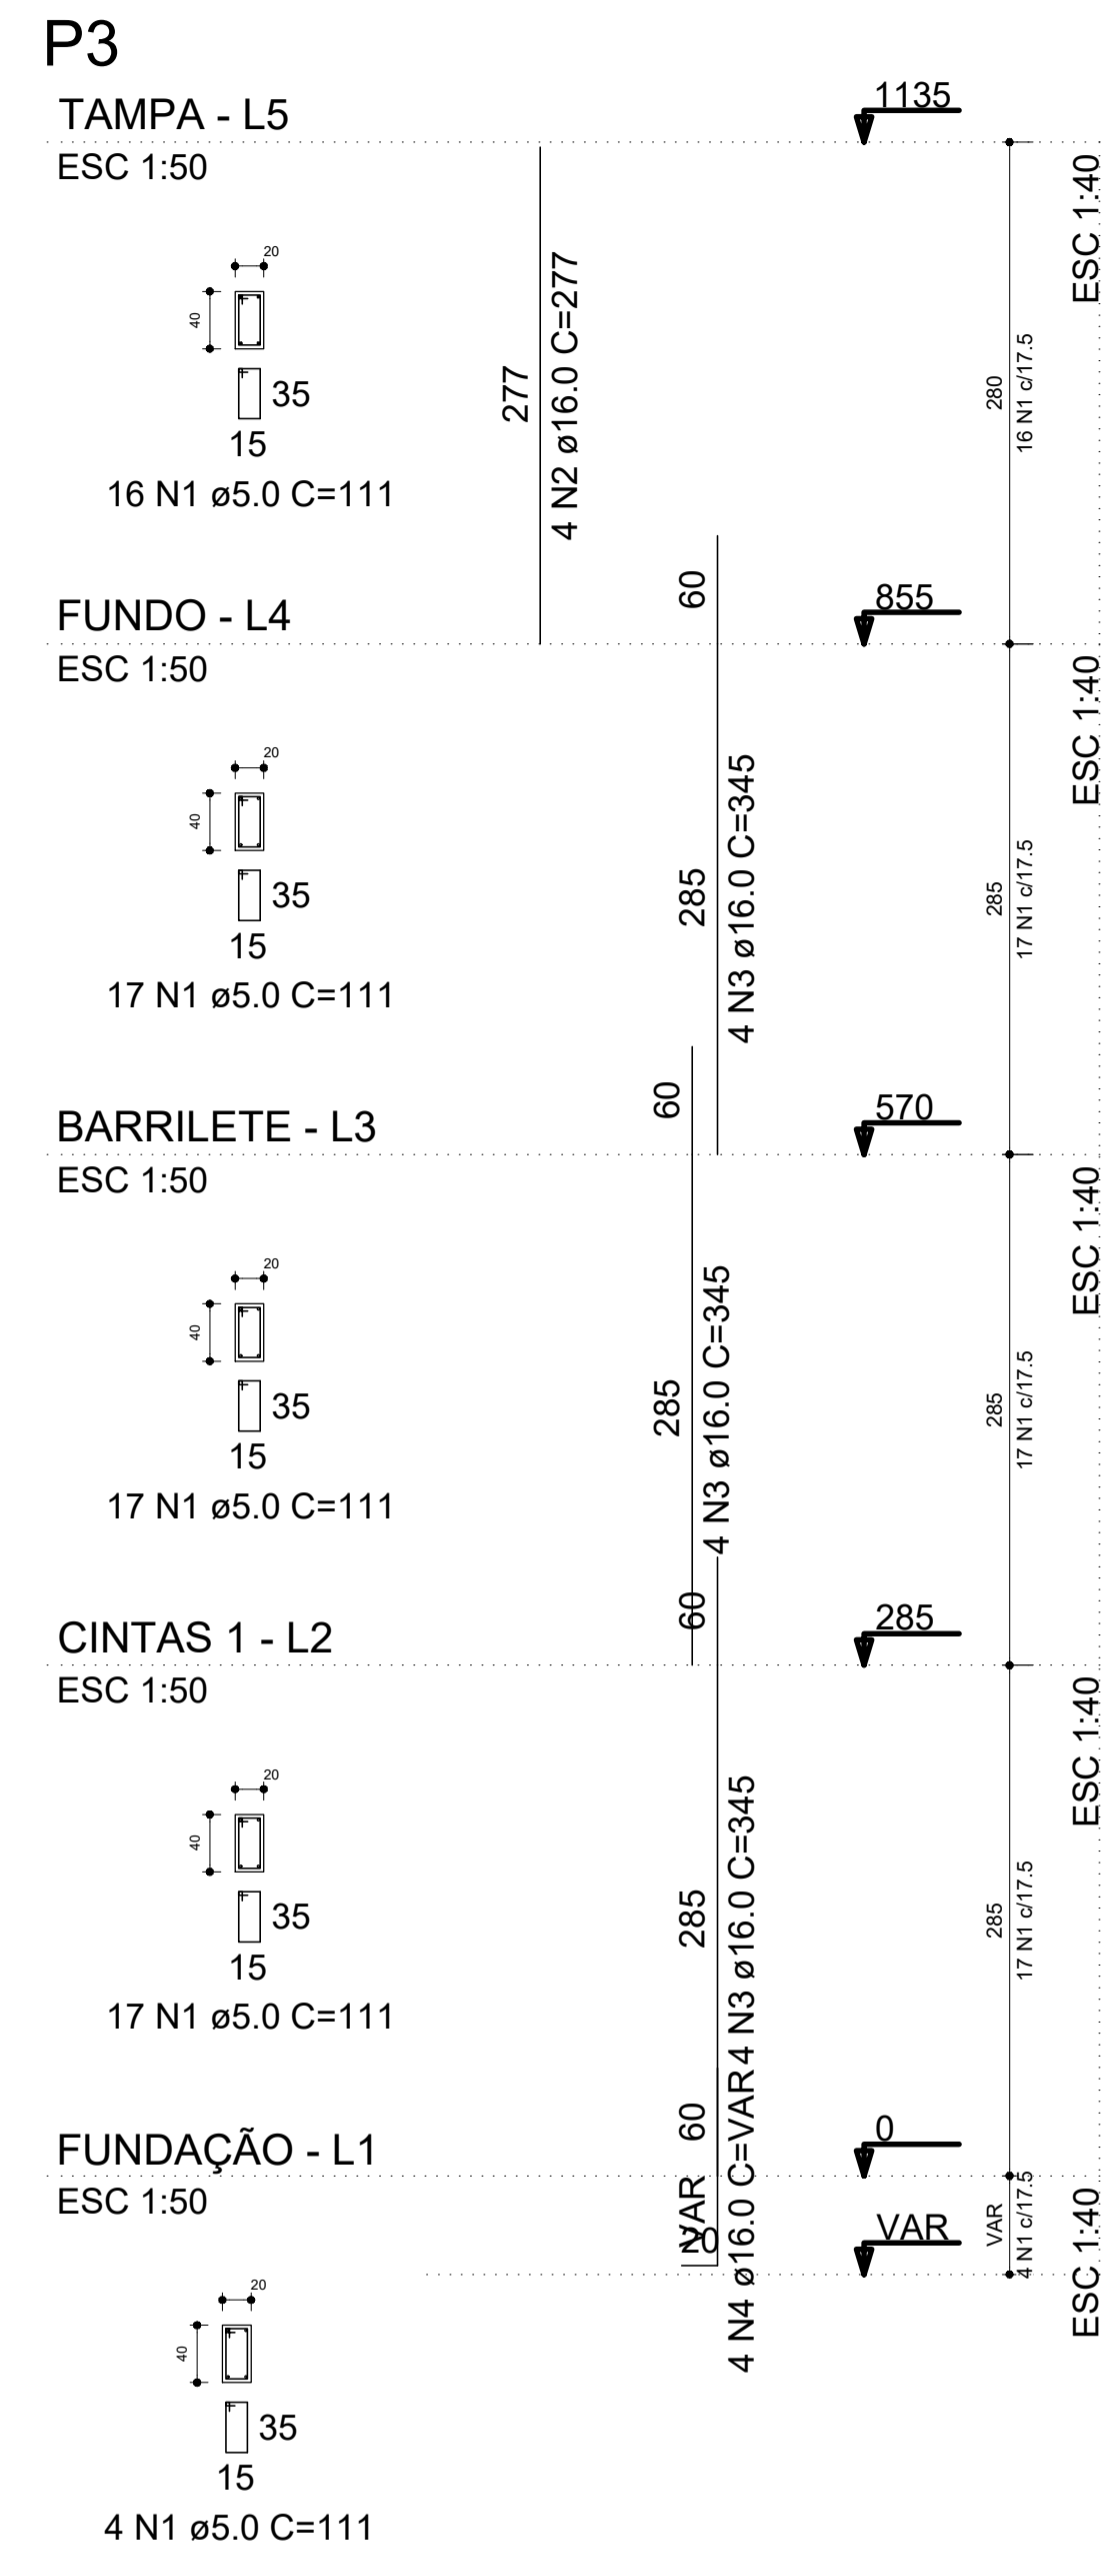 P3
TAMPA - L5
1135
ESC 1:50
ESC 1:40
20
40
35
15
16 N1 ø5.0 C=111
277
4 N2 ø16.0 C=277
280
16 N1 c/17.5
60
FUNDO - L4
855
ESC 1:50
ESC 1:40
20
40
35
15
17 N1 ø5.0 C=111
285
4 N3 ø16.0 C=345
285
17 N1 c/17.5
60
BARRILETE - L3
570
ESC 1:50
ESC 1:40
20
40
35
15
17 N1 ø5.0 C=111
285
4 N3 ø16.0 C=345
285
17 N1 c/17.5
60
CINTAS 1 - L2
285
ESC 1:50
ESC 1:40
20
40
35
15
17 N1 ø5.0 C=111
285
4 N3 ø16.0 C=345
285
17 N1 c/17.5
60
FUNDAÇÃO - L1
0
ESC 1:50
ESC 1:40
VAR
20
4 N4 ø16.0 C=VAR
VAR
VAR
4 N1 c/17.5
20
40
35
15
4 N1 ø5.0 C=111